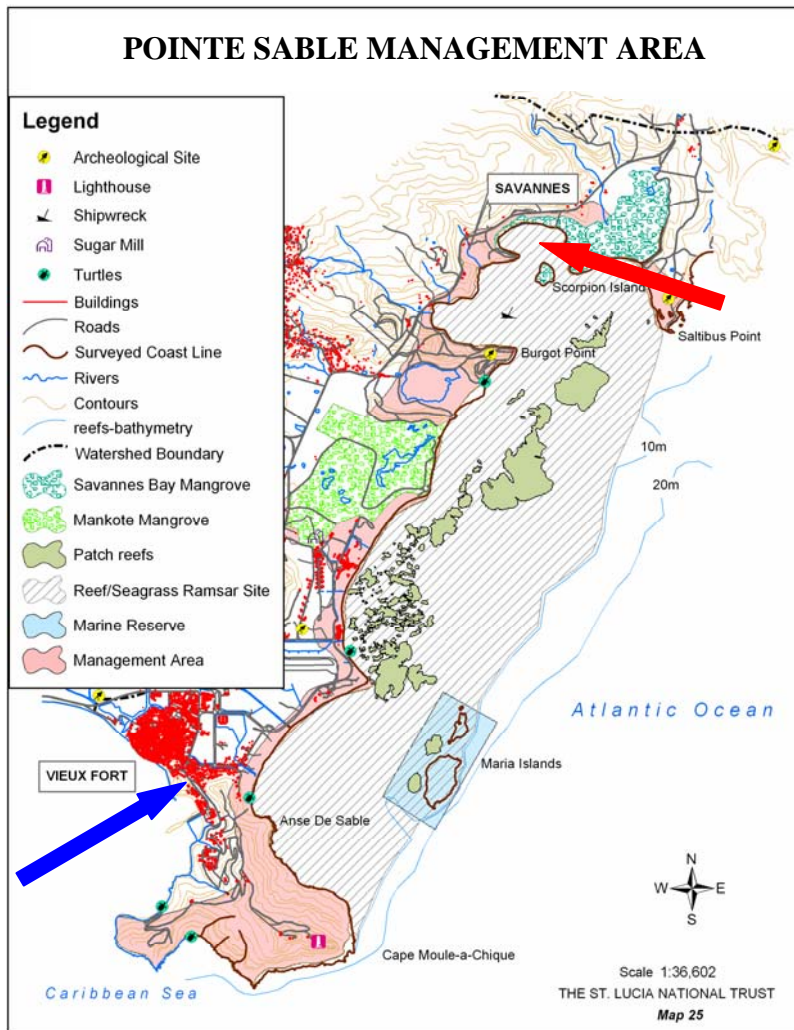 POINTE SABLE MANAGEMENT AREA
Legend
Archeological Site
Lighthouse
Shipwreck
Sugar Mill
Turtles
Buildings
Roads
Surveyed Coast Line
Rivers
Contours
reefs-bathymetry
Watershed Boundary
Savannes Bay Mangrove
Mankote Mangrove
Patch reefs
Reef/Seagrass Ramsar Site
Marine Reserve
Management Area
SAVANNES
Scorpion Island
Saltibus Point
Burgot Point
10m
20m
Atlantic Ocean
Maria Islands
VIEUX FORT
Anse De Sable
Cape Moule-a-Chique
Caribbean Sea
N
W E
S
Scale 1:36,602
THE ST. LUCIA NATIONAL TRUST
Map 25